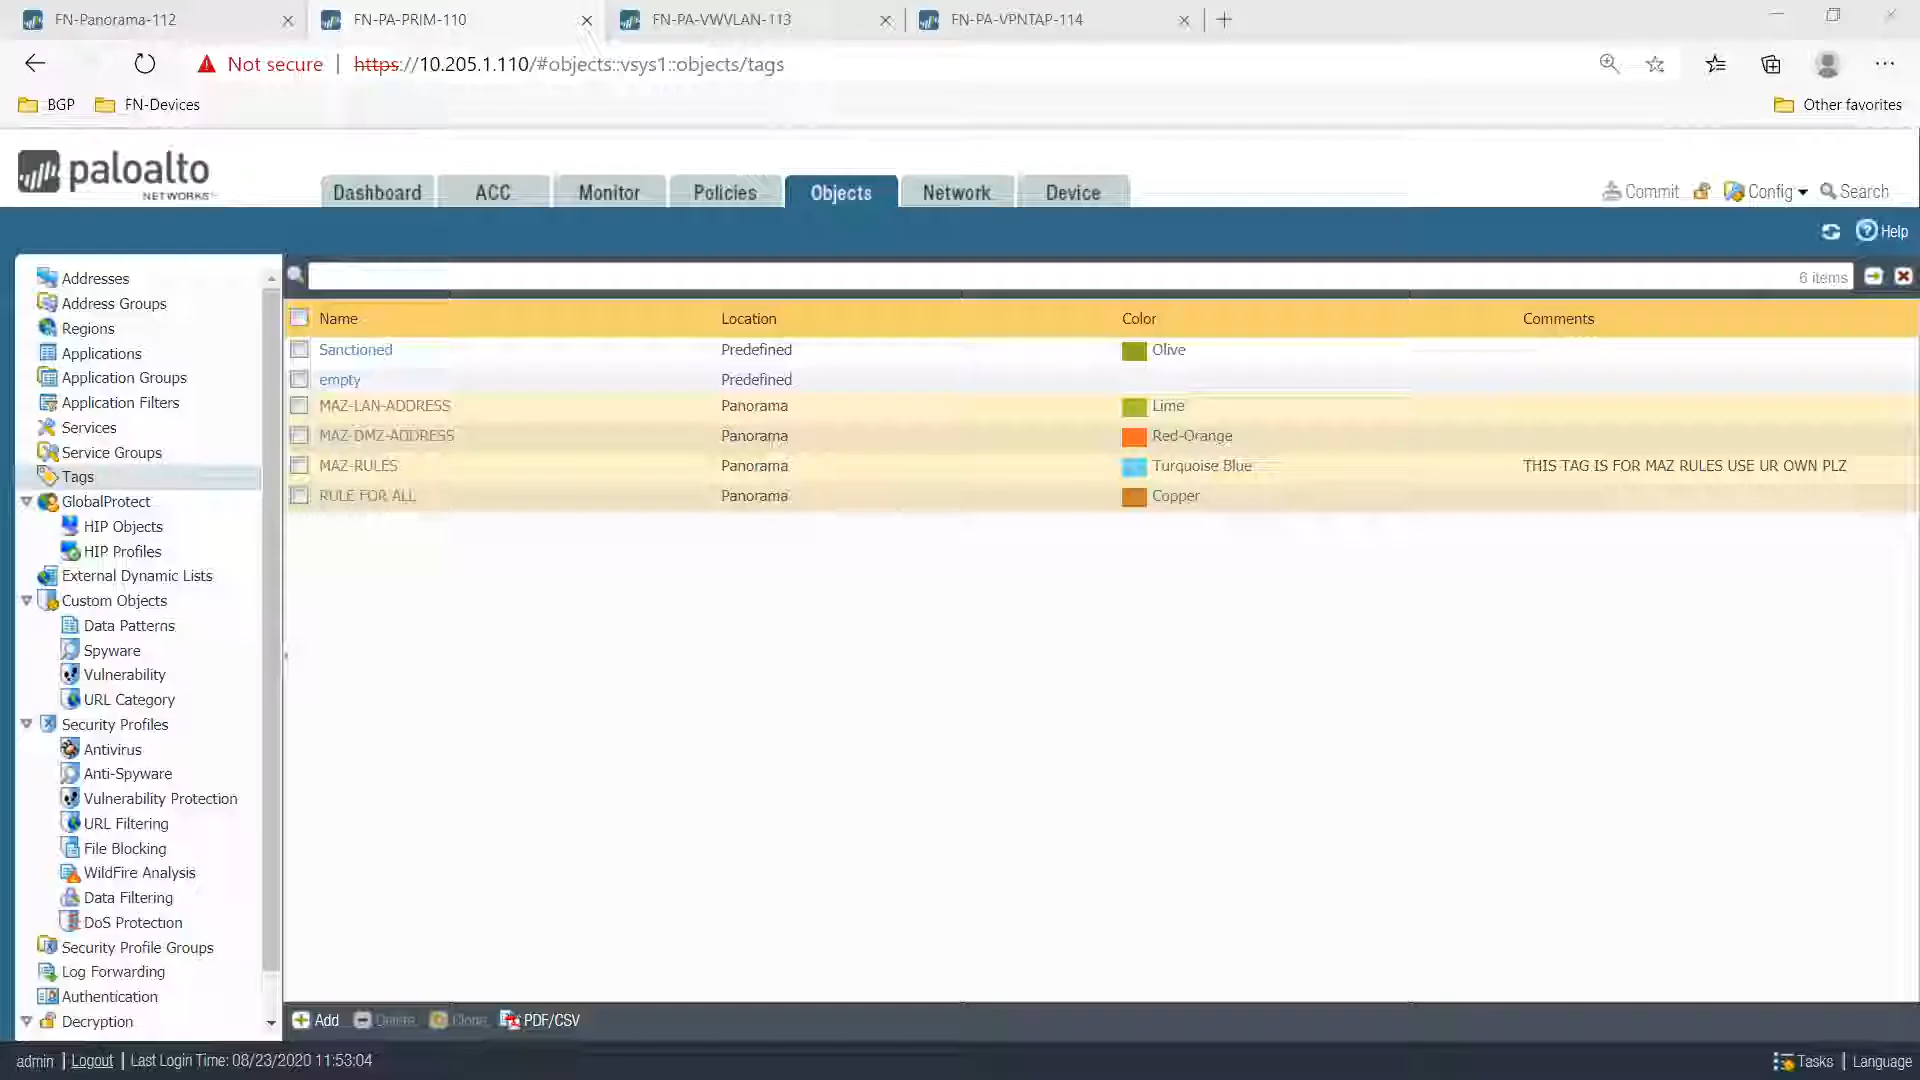 FN-Panorama-112
FN-PA-PRIM-110
FN-PA-VWVLAN-113
FN-PA-VPNTAP-114
Not secure | https://10.205.1.110/#objects::vsys1::objects/tags
BGP
FN-Devices
Other favorites
paloalto
NETWORKS
Dashboard
ACC
Monitor
Policies
Objects
Network
Device
Commit
Config
Search
Help
6 items
Addresses
Address Groups
Regions
Applications
Application Groups
Application Filters
Services
Service Groups
Tags
GlobalProtect
HIP Objects
HIP Profiles
External Dynamic Lists
Custom Objects
Data Patterns
Spyware
Vulnerability
URL Category
Security Profiles
Antivirus
Anti-Spyware
Vulnerability Protection
URL Filtering
File Blocking
WildFire Analysis
Data Filtering
DoS Protection
Security Profile Groups
Log Forwarding
Authentication
Decryption
Name Location Color Comments
Sanctioned Predefined Olive
empty Predefined
MAZ-LAN-ADDRESS Panorama Lime
MAZ-DMZ-ADDRESS Panorama Red-Orange
MAZ-RULES Panorama Turquoise Blue THIS TAG IS FOR MAZ RULES USE UR OWN PLZ
RULE FOR ALL Panorama Copper
Add Delete Clone PDF/CSV
admin | Logout | Last Login Time: 08/23/2020 11:53:04
Tasks | Language